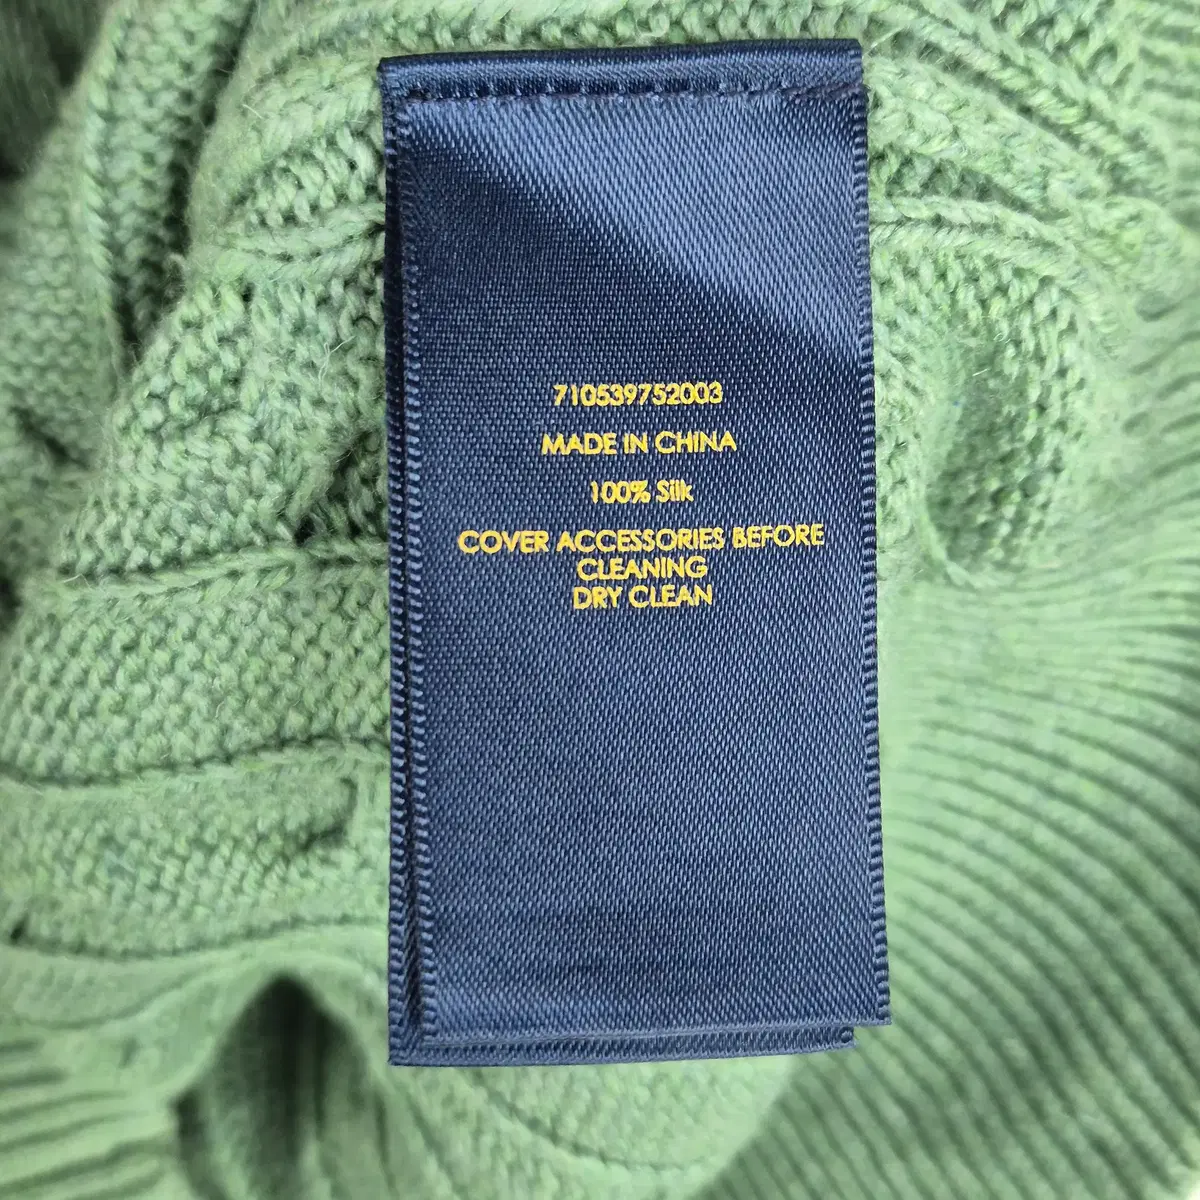 710539752003
MADE IN CHINA
100% Silk
COVER ACCESSORIES BEFORE
CLEANING
DRY CLEAN